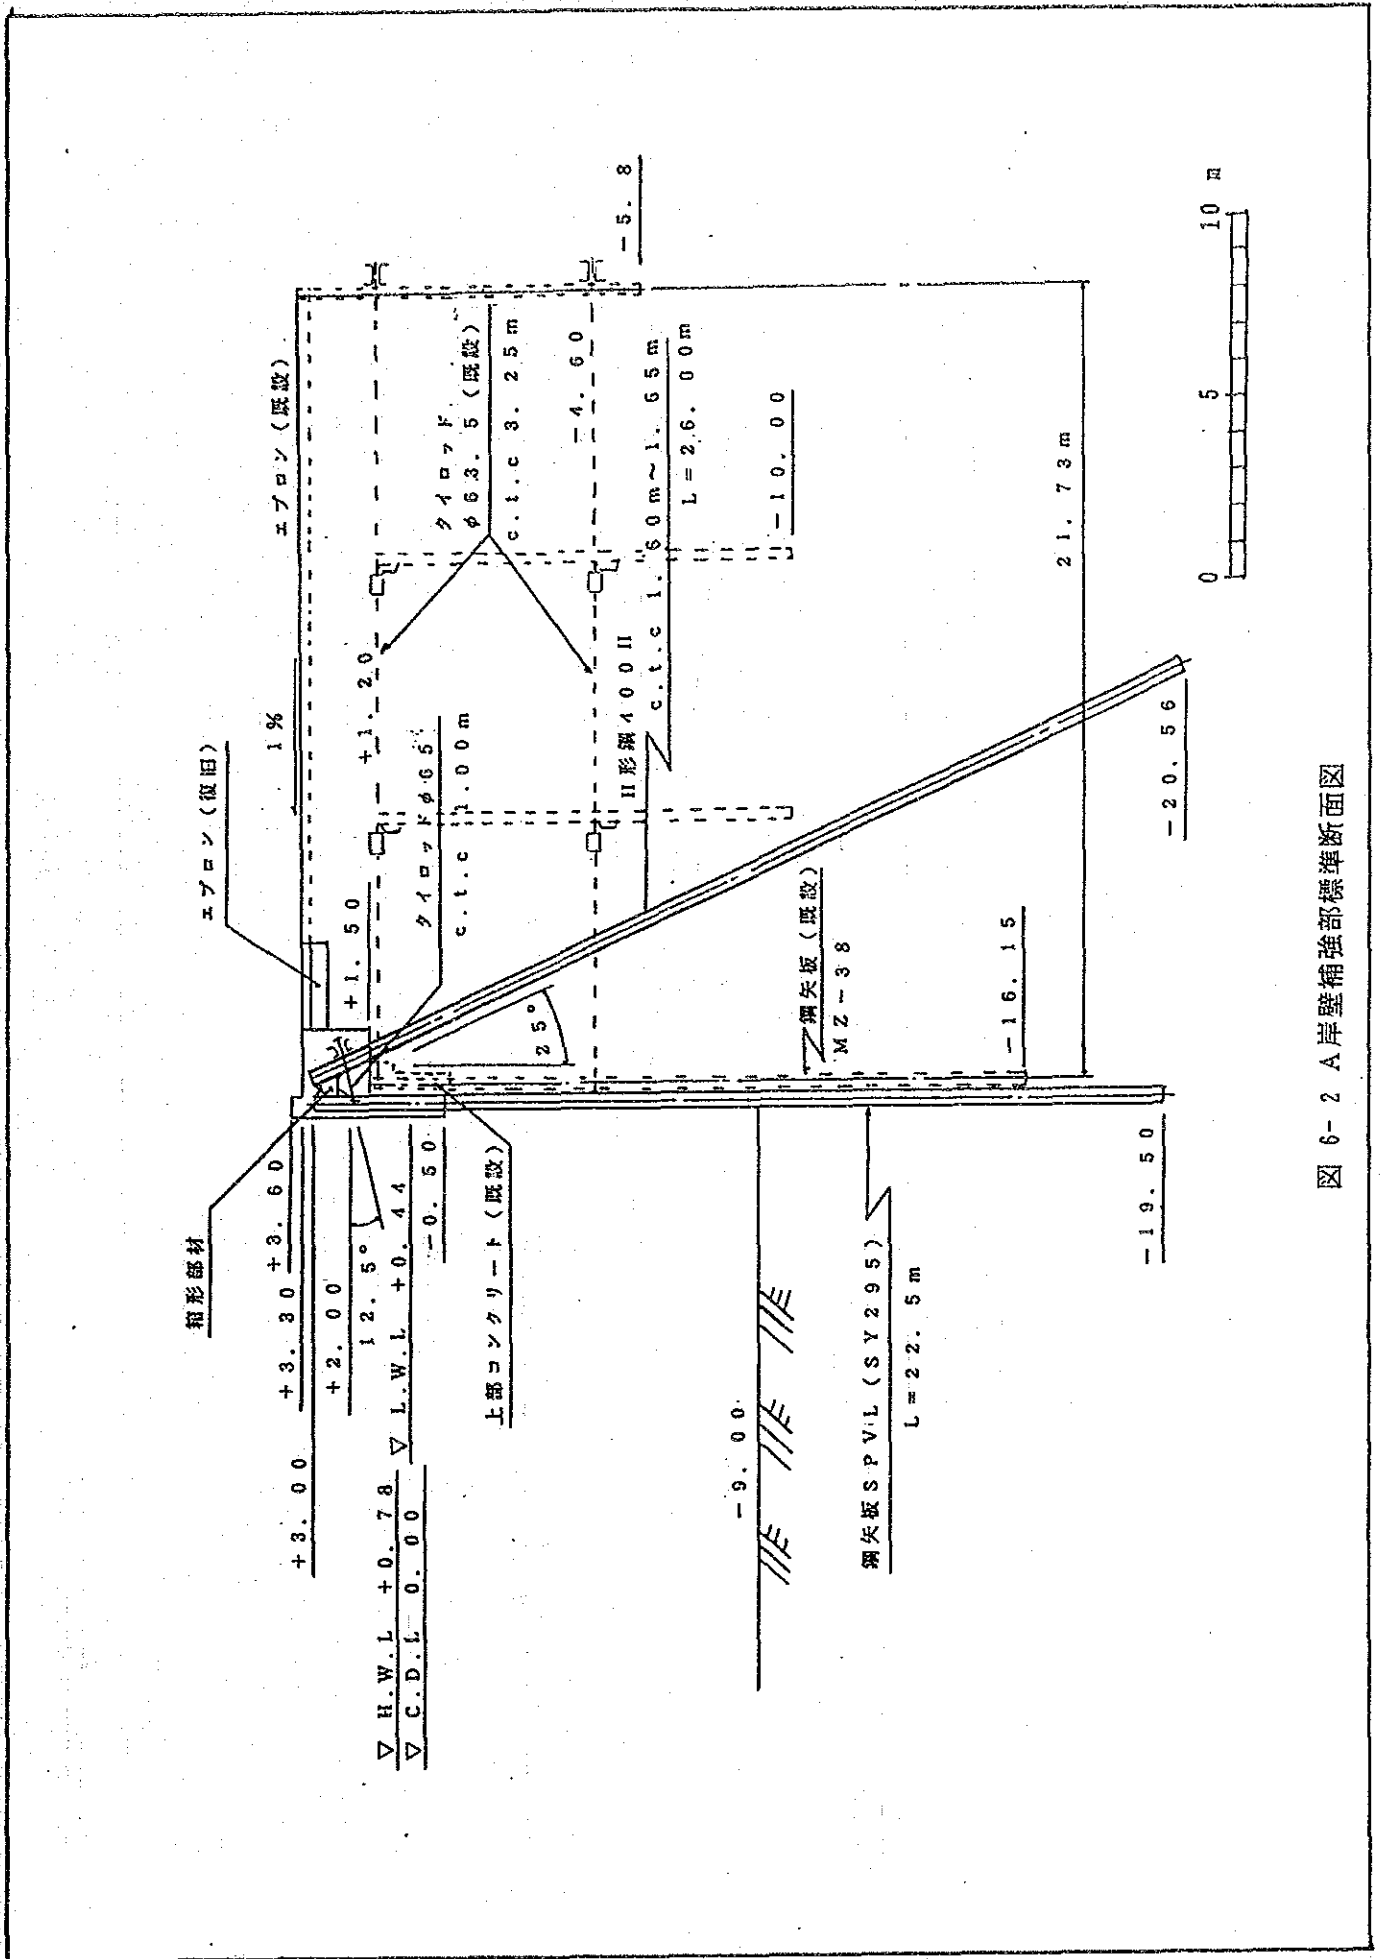 エプロン (既設)
エプロン (復旧)
1%
箱形部材
+3.60
+3.30
+3.00
+2.00
12.5°
+1.50
+1.20
タイロッド
φ63.5 (既設)
c.t.c 3.25m
タイロッドφ65
c.t.c 1.00m
▽ H.W.L +0.78
▽ L.W.L +0.44
▽ C.D.L 0.00
-0.50
上部コンクリート (既設)
-4.60
-5.8
H形鋼400H
c.t.c 1.60m~1.65m
L=26.00m
25°
-9.00
-10.00
鋼矢板 (既設)
MZ-38
-16.15
鋼矢板SPVL (SY295)
L=22.5m
-19.50
-20.56
21.73m
0 5 10 m
図 6-2 A岸壁補強部標準断面図